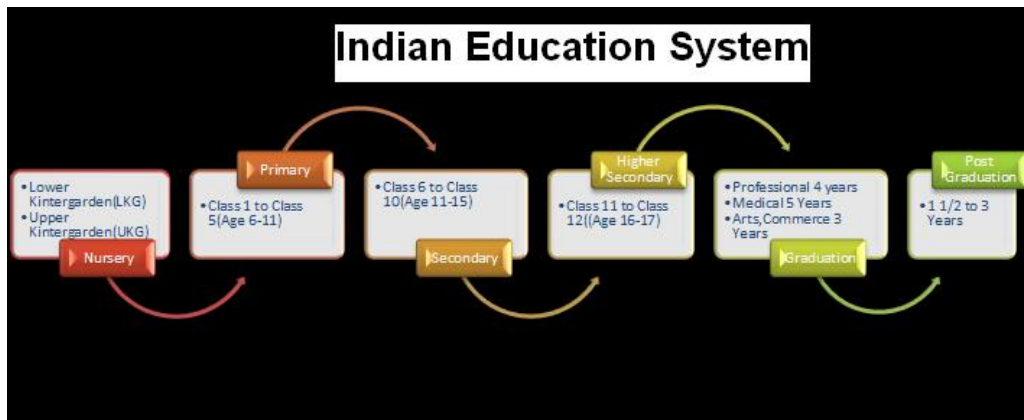 Indian Education System
• Lower
Kintergarden(LKG)
• Upper
Kintergarden(UKG)
Nursery
Primary
• Class 1 to Class
5(Age 6-11)
• Class 6 to Class
10(Age 11-15)
Secondary
Higher
Secondary
• Class 11 to Class
12((Age 16-17)
• Professional 4 years
• Medical 5 Years
• Arts,Commerce 3
Years
Graduation
Post
Graduation
• 1 1/2 to 3
Years